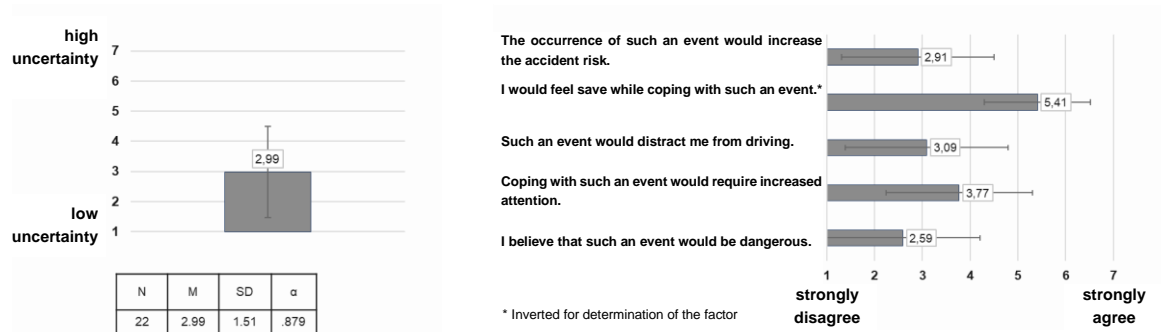 high
uncertainty
7
6
5
4
3
2
1
2,99
low
uncertainty
N M SD α
22 2.99 1.51 .879
The occurrence of such an event would increase
the accident risk.
2,91
I would feel save while coping with such an event.*
5,41
Such an event would distract me from driving.
3,09
Coping with such an event would require increased
attention.
3,77
I believe that such an event would be dangerous.
2,59
1 2 3 4 5 6 7
strongly
disagree
strongly
agree
* Inverted for determination of the factor